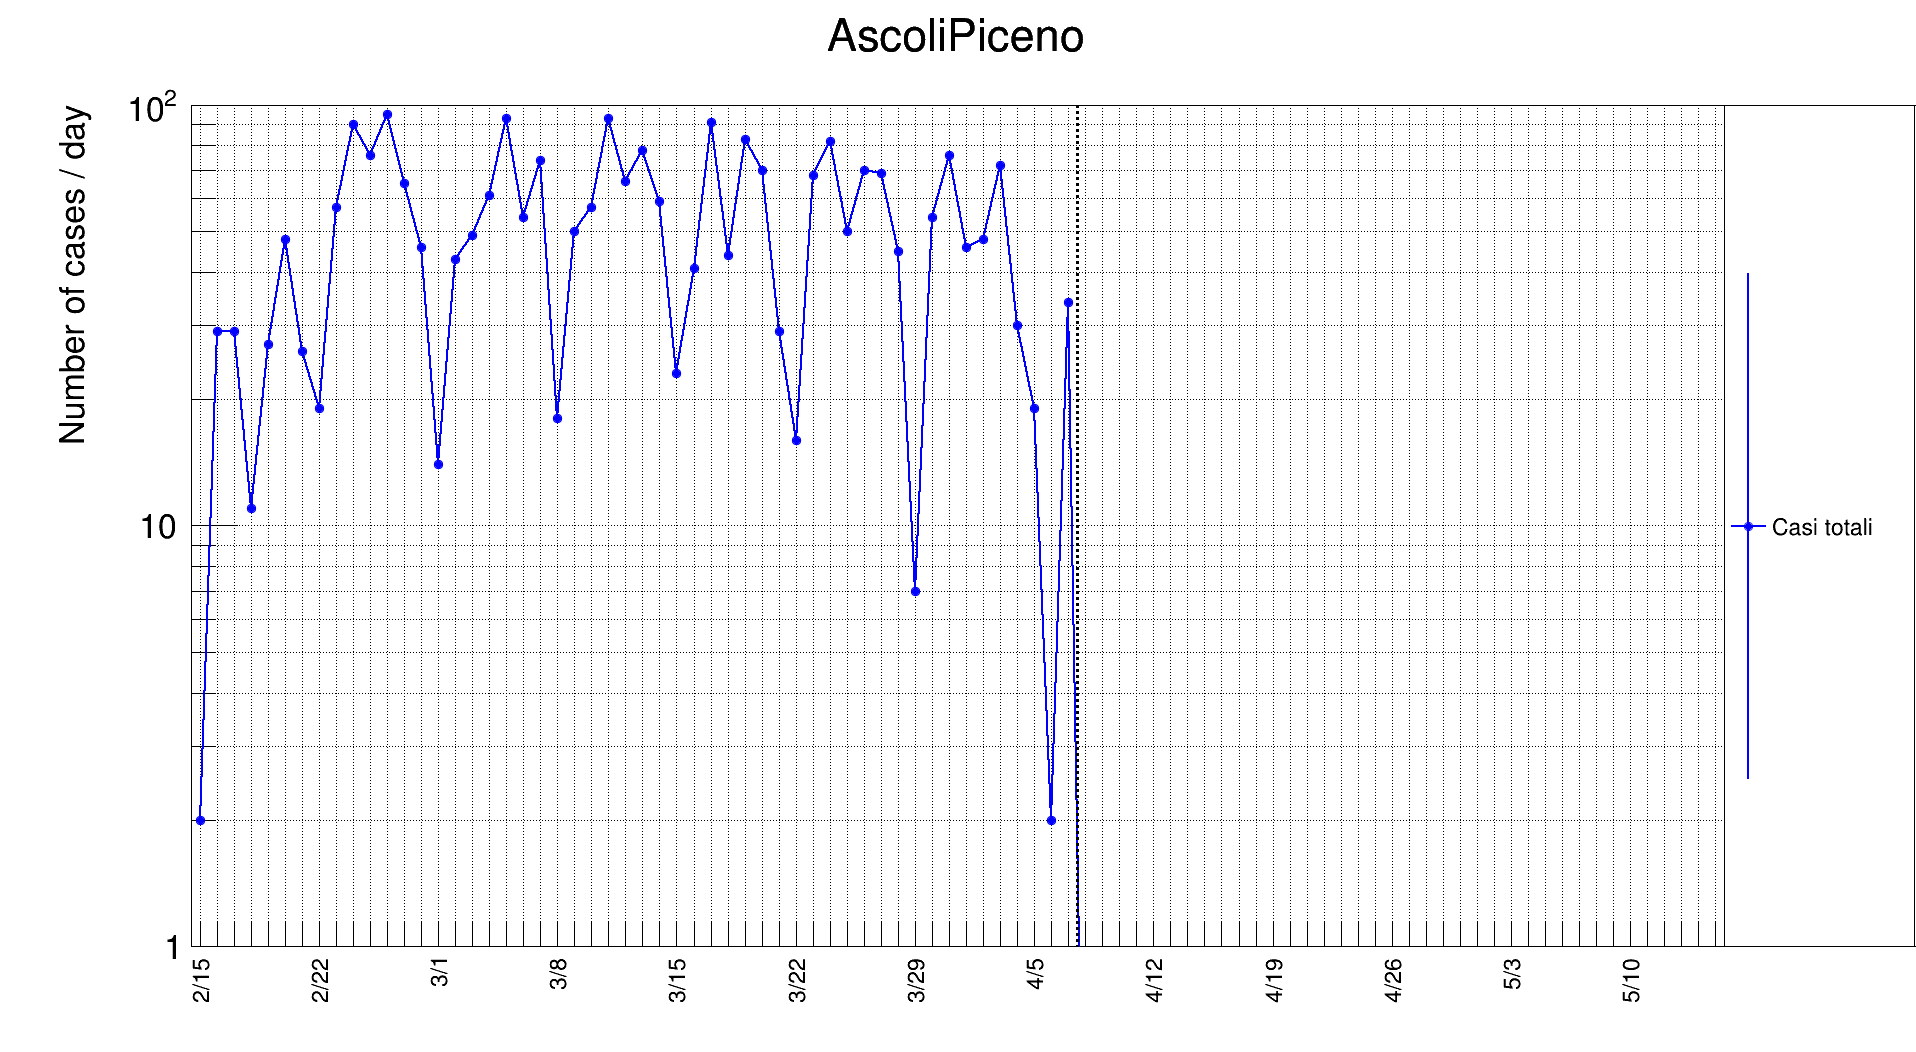 AscoliPiceno
Number of cases / day
10²
10
1
2/15 2/22 3/1 3/8 3/15 3/22 3/29 4/5 4/12 4/19 4/26 5/3 5/10
Casi totali